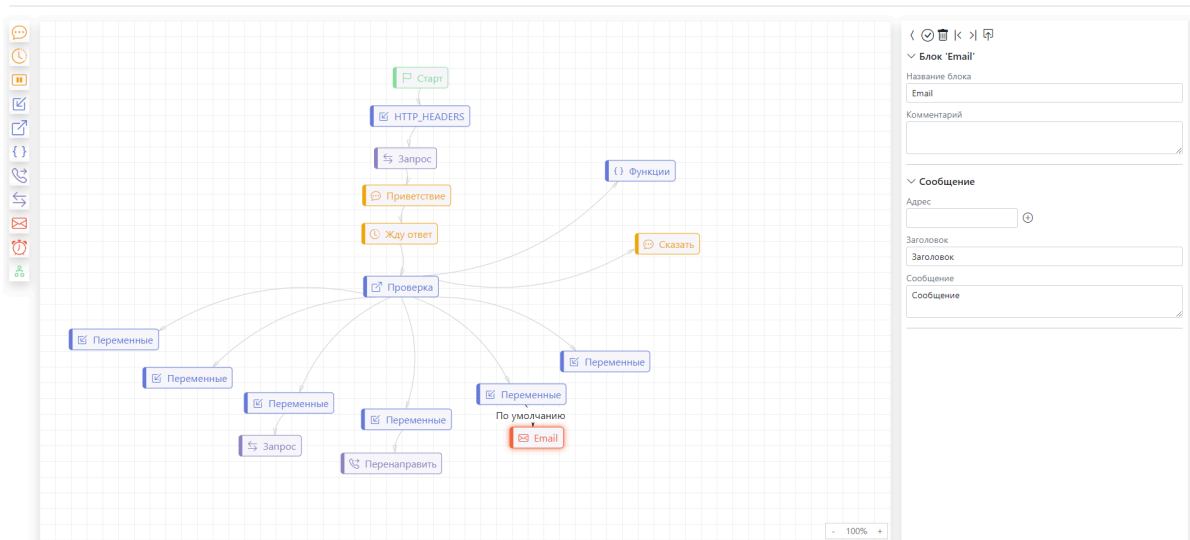 Старт
HTTP_HEADERS
Запрос
Приветствие
Жду ответ
Проверка
{ } Функции
Сказать
Переменные
Переменные
Переменные
Запрос
Переменные
Перенаправить
Переменные
По умолчанию
Email
Переменные
- 100% +
Блок 'Email'
Название блока
Email
Комментарий
Сообщение
Адрес
Заголовок
Заголовок
Сообщение
Сообщение